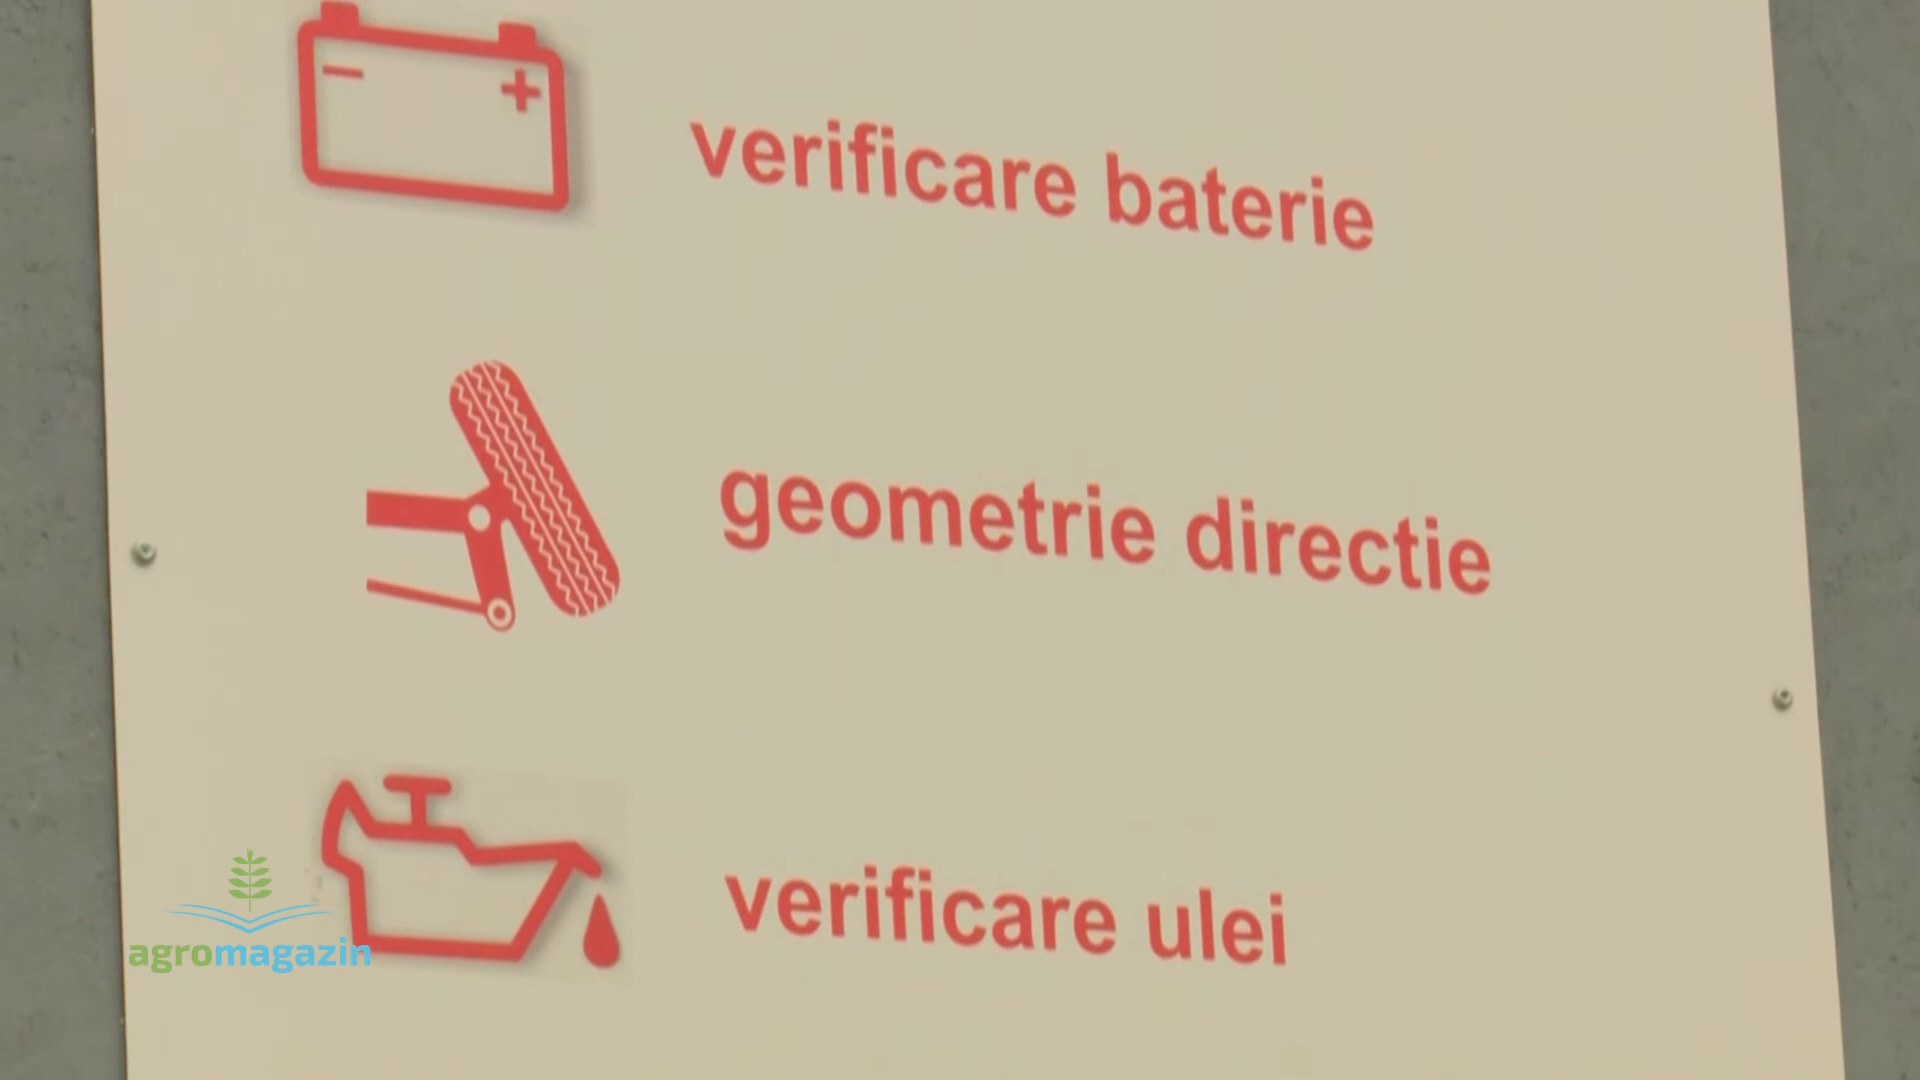 verificare baterie
geometrie directie
verificare ulei
agromagazin